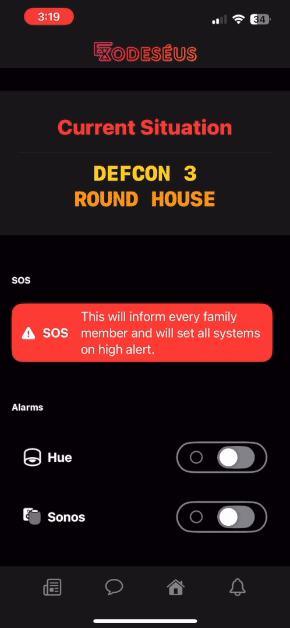 3:19
34
EXODESÉUS
Current Situation
DEFCON 3
ROUND HOUSE
SOS
SOS
This will inform every family
member and will set all systems
on high alert.
Alarms
Hue
Sonos